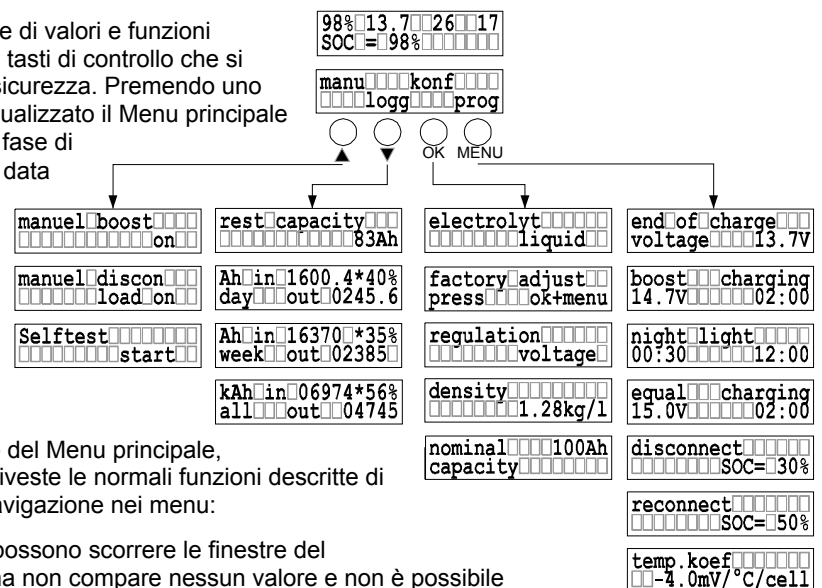 e di valori e funzioni
tasti di controllo che si
sicurezza. Premendo uno
ualizzato il Menu principale
fase di
data
98% 13.7 26 17
SOC = 98%
manu konf
logg prog
▲ ▼ OK MENU
manuel boost
on
manuel discon
load on
Selftest
start
rest capacity
83Ah
Ah in 1600.4*40%
day out 0245.6
Ah in 16370 *35%
week out 02385
kAh in 06974*56%
all out 04745
electrolyt
liquid
factory adjust
press ok+menu
regulation
voltage
density
1.28kg/l
nominal 100Ah
capacity
end of charge
voltage 13.7V
boost charging
14.7V 02:00
night light
00:30 12:00
equal charging
15.0V 02:00
disconnect
SOC= 30%
reconnect
SOC= 50%
temp.koef
-4.0mV/°C/cell
del Menu principale,
iveste le normali funzioni descritte di
avigazione nei menu:
possono scorrere le finestre del
na non compare nessun valore e non è possibile